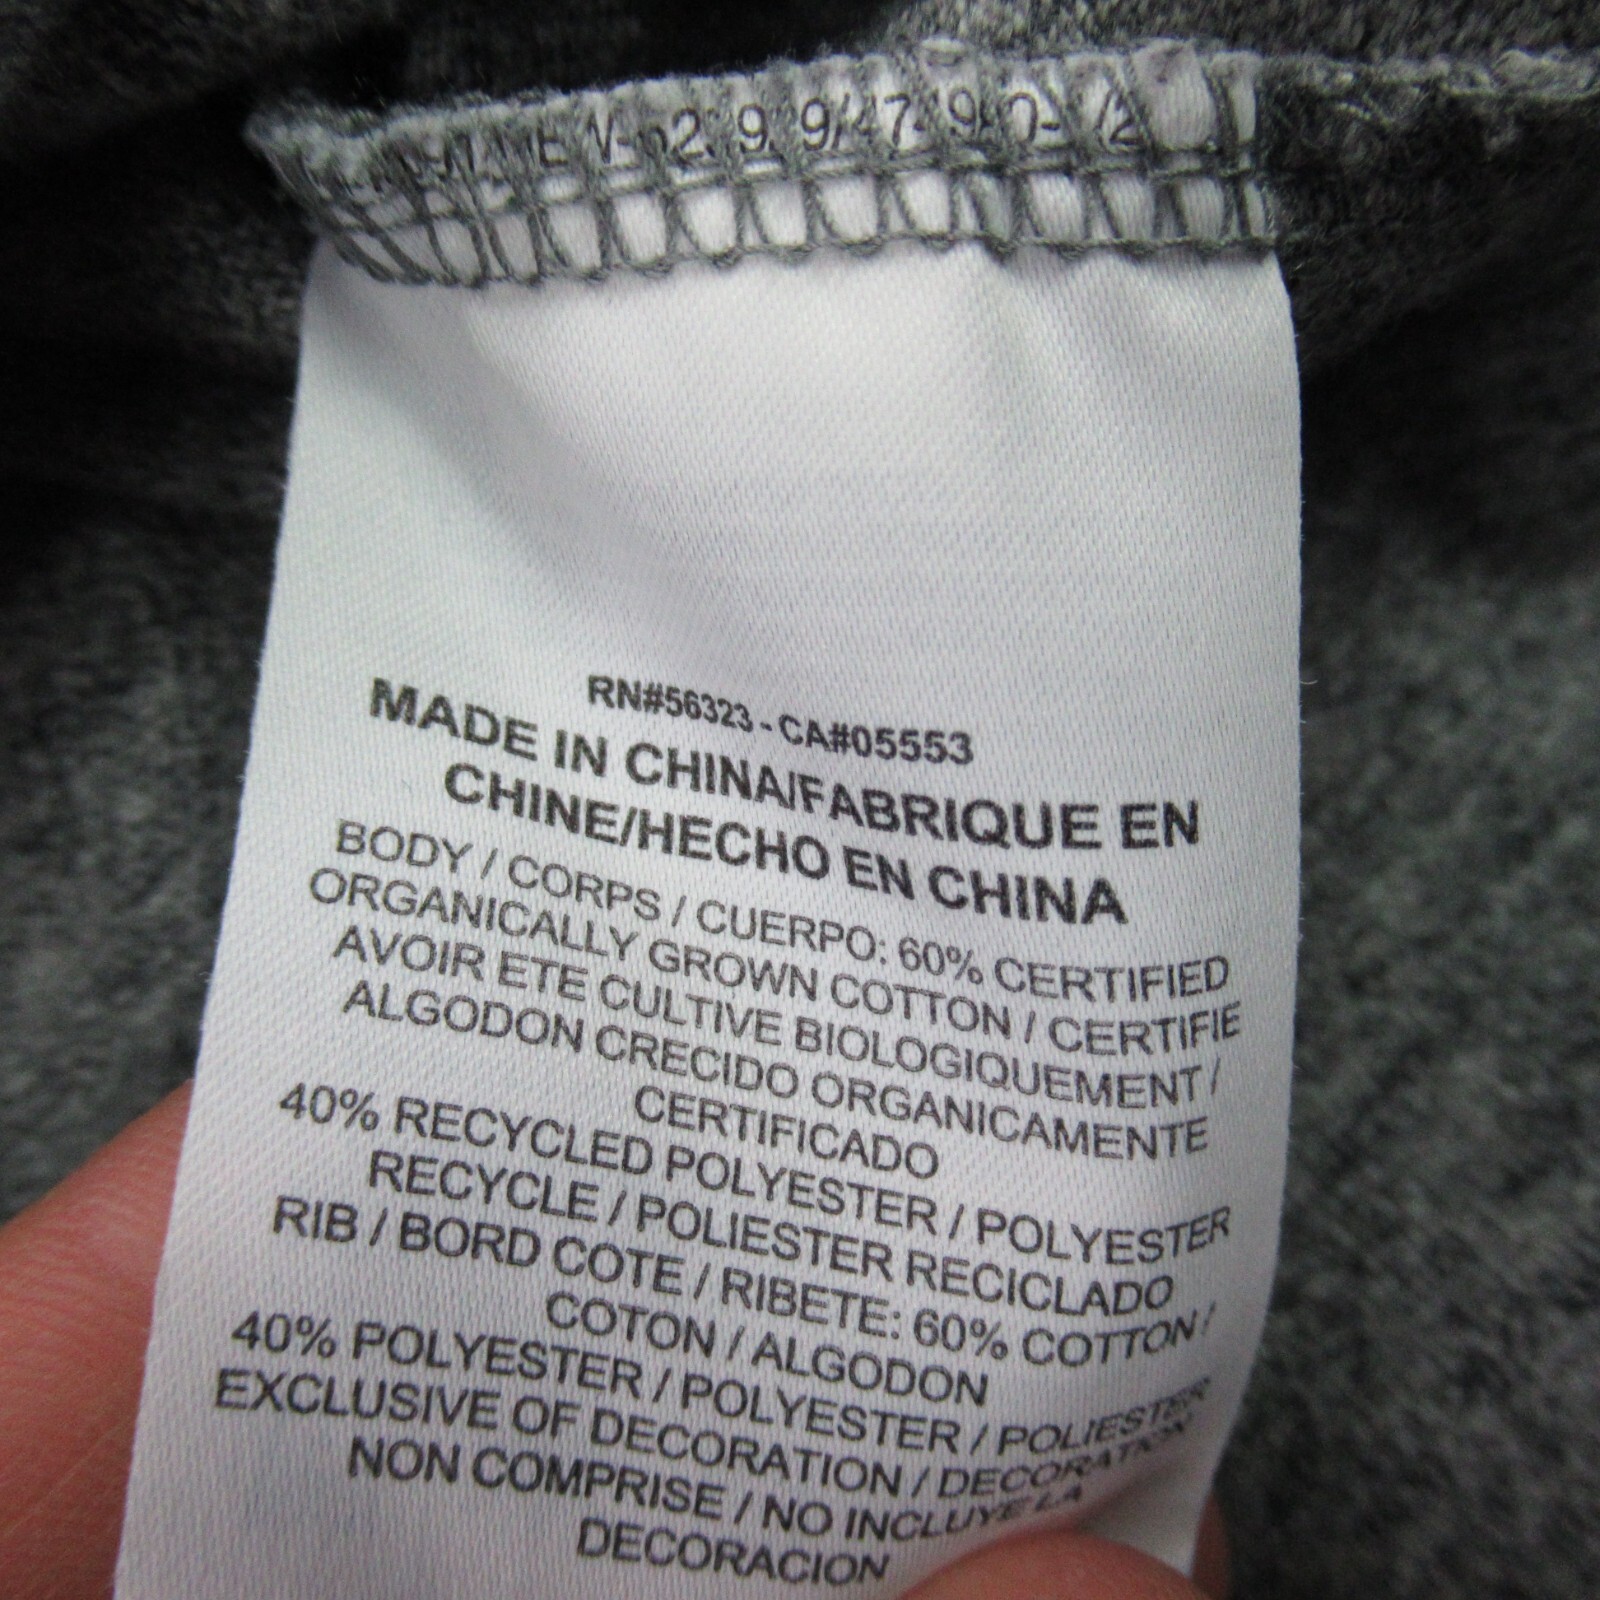 RN#56323 - CA#05553
MADE IN CHINA/FABRIQUE EN
CHINE/HECHO EN CHINA
BODY / CORPS / CUERPO: 60% CERTIFIED
ORGANICALLY GROWN COTTON / CERTIFIE
AVOIR ETE CULTIVE BIOLOGIQUEMENT /
ALGODON CRECIDO ORGANICAMENTE
CERTIFICADO
40% RECYCLED POLYESTER / POLYESTER
RECYCLE / POLIESTER RECICLADO
RIB / BORD COTE / RIBETE: 60% COTTON /
COTON / ALGODON
40% POLYESTER / POLYESTER / POLIESTER
EXCLUSIVE OF DECORATION / DECORATION
NON COMPRISE / NO INCLUYE LA
DECORACION